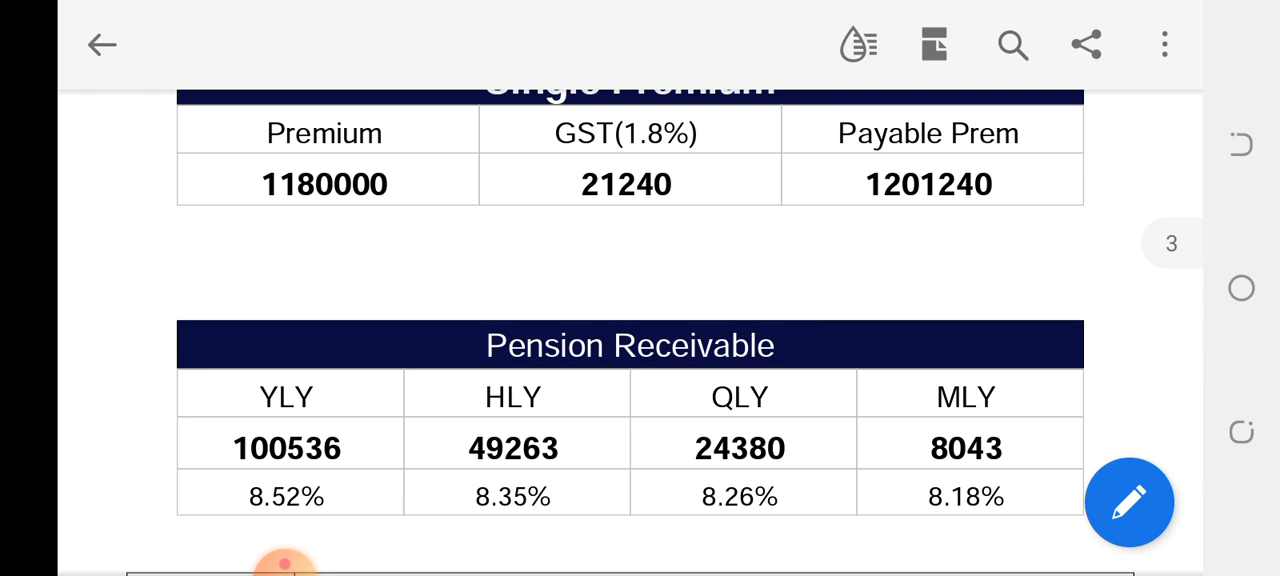 Single Premium
Premium GST(1.8%) Payable Prem
1180000 21240 1201240
3
Pension Receivable
YLY HLY QLY MLY
100536 49263 24380 8043
8.52% 8.35% 8.26% 8.18%